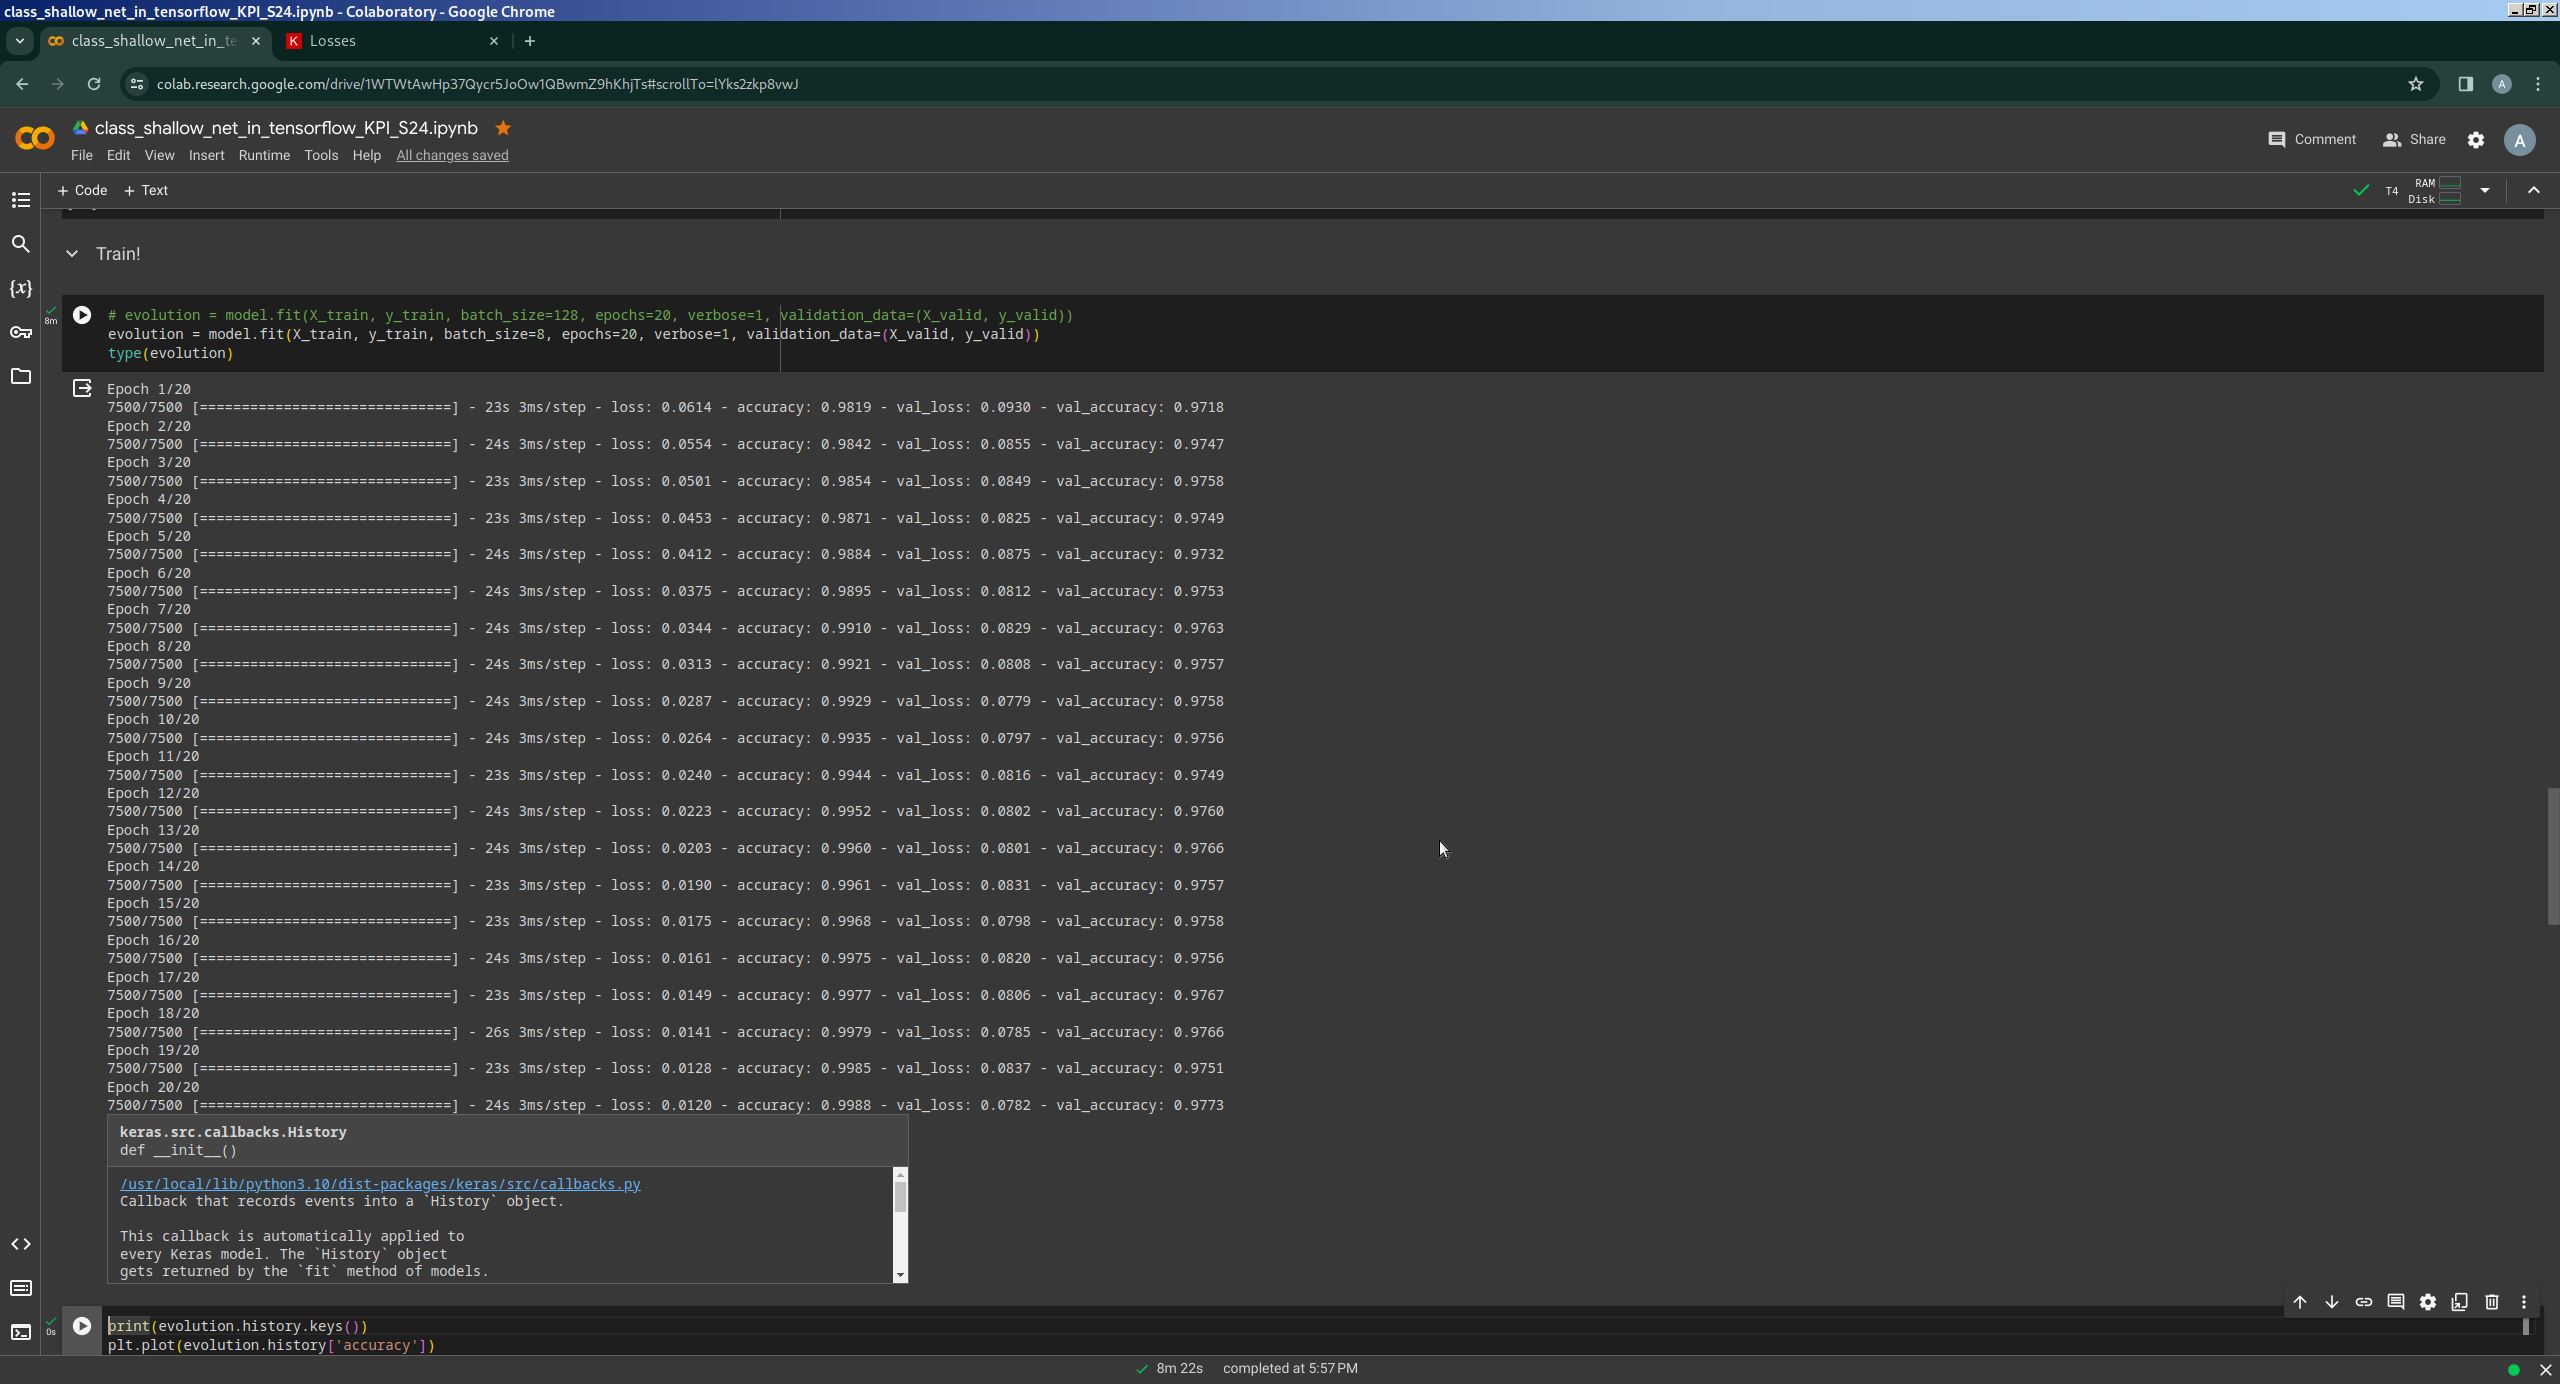 class_shallow_net_in_tensorflow_KPI_S24.ipynb - Colaboratory - Google Chrome
class_shallow_net_in_te
Losses
colab.research.google.com/drive/1WTWtAwHp37Qycr5JoOw1QBwmZ9hKhjTs#scrollTo=lYks2zkp8vwJ
A
class_shallow_net_in_tensorflow_KPI_S24.ipynb
File Edit View Insert Runtime Tools Help All changes saved
Comment Share A
+ Code + Text
T4 RAM
Disk
Train!
8m
# evolution = model.fit(X_train, y_train, batch_size=128, epochs=20, verbose=1, validation_data=(X_valid, y_valid))
evolution = model.fit(X_train, y_train, batch_size=8, epochs=20, verbose=1, validation_data=(X_valid, y_valid))
type(evolution)
Epoch 1/20
7500/7500 [==============================] - 23s 3ms/step - loss: 0.0614 - accuracy: 0.9819 - val_loss: 0.0930 - val_accuracy: 0.9718
Epoch 2/20
7500/7500 [==============================] - 24s 3ms/step - loss: 0.0554 - accuracy: 0.9842 - val_loss: 0.0855 - val_accuracy: 0.9747
Epoch 3/20
7500/7500 [==============================] - 23s 3ms/step - loss: 0.0501 - accuracy: 0.9854 - val_loss: 0.0849 - val_accuracy: 0.9758
Epoch 4/20
7500/7500 [==============================] - 23s 3ms/step - loss: 0.0453 - accuracy: 0.9871 - val_loss: 0.0825 - val_accuracy: 0.9749
Epoch 5/20
7500/7500 [==============================] - 24s 3ms/step - loss: 0.0412 - accuracy: 0.9884 - val_loss: 0.0875 - val_accuracy: 0.9732
Epoch 6/20
7500/7500 [==============================] - 24s 3ms/step - loss: 0.0375 - accuracy: 0.9895 - val_loss: 0.0812 - val_accuracy: 0.9753
Epoch 7/20
7500/7500 [==============================] - 24s 3ms/step - loss: 0.0344 - accuracy: 0.9910 - val_loss: 0.0829 - val_accuracy: 0.9763
Epoch 8/20
7500/7500 [==============================] - 24s 3ms/step - loss: 0.0313 - accuracy: 0.9921 - val_loss: 0.0808 - val_accuracy: 0.9757
Epoch 9/20
7500/7500 [==============================] - 24s 3ms/step - loss: 0.0287 - accuracy: 0.9929 - val_loss: 0.0779 - val_accuracy: 0.9758
Epoch 10/20
7500/7500 [==============================] - 24s 3ms/step - loss: 0.0264 - accuracy: 0.9935 - val_loss: 0.0797 - val_accuracy: 0.9756
Epoch 11/20
7500/7500 [==============================] - 23s 3ms/step - loss: 0.0240 - accuracy: 0.9944 - val_loss: 0.0816 - val_accuracy: 0.9749
Epoch 12/20
7500/7500 [==============================] - 24s 3ms/step - loss: 0.0223 - accuracy: 0.9952 - val_loss: 0.0802 - val_accuracy: 0.9760
Epoch 13/20
7500/7500 [==============================] - 24s 3ms/step - loss: 0.0203 - accuracy: 0.9960 - val_loss: 0.0801 - val_accuracy: 0.9766
Epoch 14/20
7500/7500 [==============================] - 23s 3ms/step - loss: 0.0190 - accuracy: 0.9961 - val_loss: 0.0831 - val_accuracy: 0.9757
Epoch 15/20
7500/7500 [==============================] - 23s 3ms/step - loss: 0.0175 - accuracy: 0.9968 - val_loss: 0.0798 - val_accuracy: 0.9758
Epoch 16/20
7500/7500 [==============================] - 24s 3ms/step - loss: 0.0161 - accuracy: 0.9975 - val_loss: 0.0820 - val_accuracy: 0.9756
Epoch 17/20
7500/7500 [==============================] - 23s 3ms/step - loss: 0.0149 - accuracy: 0.9977 - val_loss: 0.0806 - val_accuracy: 0.9767
Epoch 18/20
7500/7500 [==============================] - 26s 3ms/step - loss: 0.0141 - accuracy: 0.9979 - val_loss: 0.0785 - val_accuracy: 0.9766
Epoch 19/20
7500/7500 [==============================] - 23s 3ms/step - loss: 0.0128 - accuracy: 0.9985 - val_loss: 0.0837 - val_accuracy: 0.9751
Epoch 20/20
7500/7500 [==============================] - 24s 3ms/step - loss: 0.0120 - accuracy: 0.9988 - val_loss: 0.0782 - val_accuracy: 0.9773
keras.src.callbacks.History
def __init__()
/usr/local/lib/python3.10/dist-packages/keras/src/callbacks.py
Callback that records events into a `History` object.
This callback is automatically applied to
every Keras model. The `History` object
gets returned by the `fit` method of models.
0s
print(evolution.history.keys())
plt.plot(evolution.history['accuracy'])
8m 22s completed at 5:57 PM